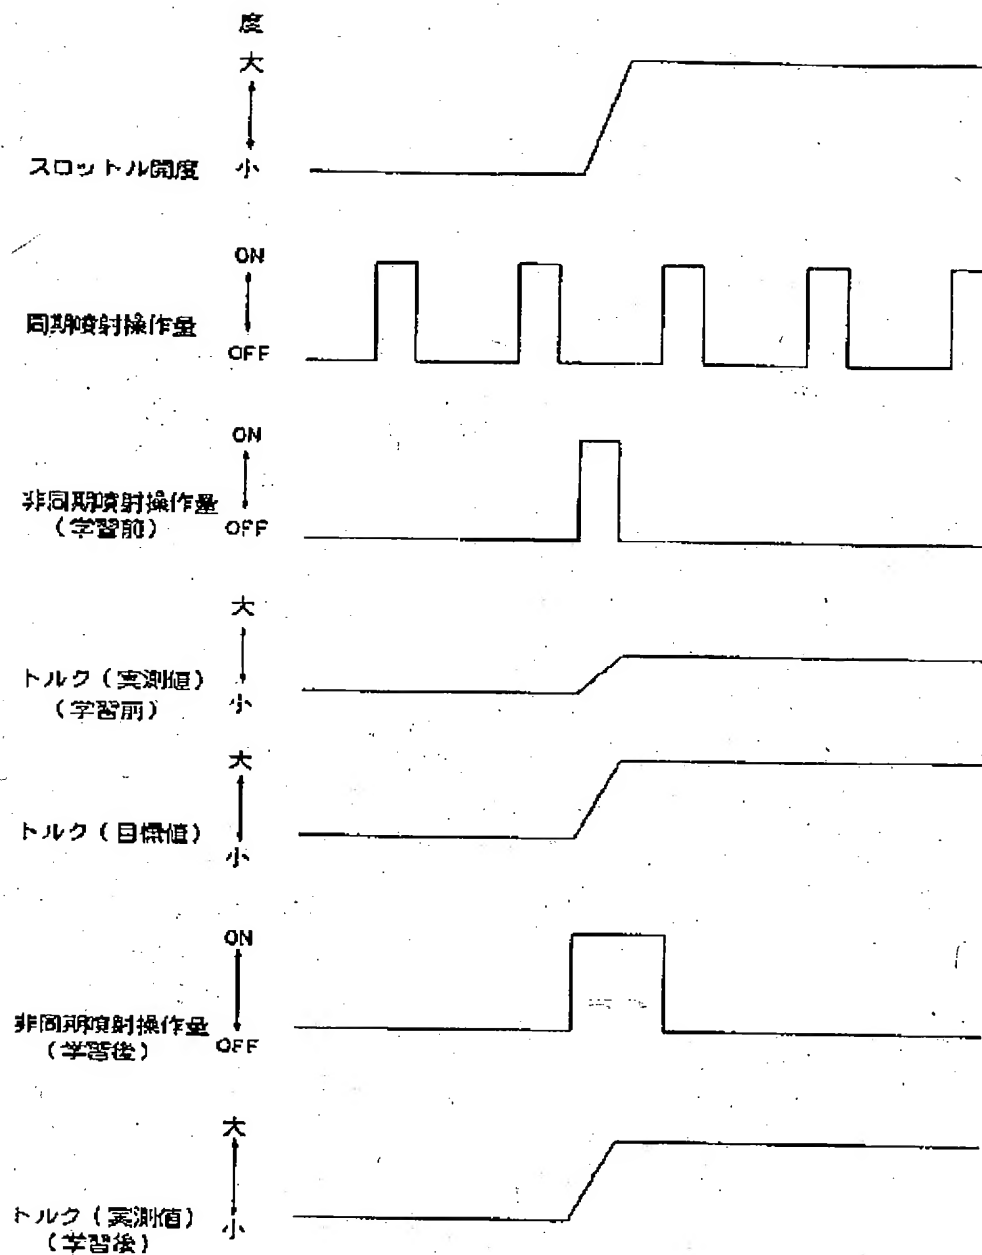 度
大
小
スロットル開度
ON
OFF
同期噴射操作量
ON
OFF
非同期噴射操作量
(学習前)
大
小
トルク(実測値)
(学習前)
大
小
トルク(目標値)
ON
OFF
非同期噴射操作量
(学習後)
大
小
トルク(実測値)
(学習後)